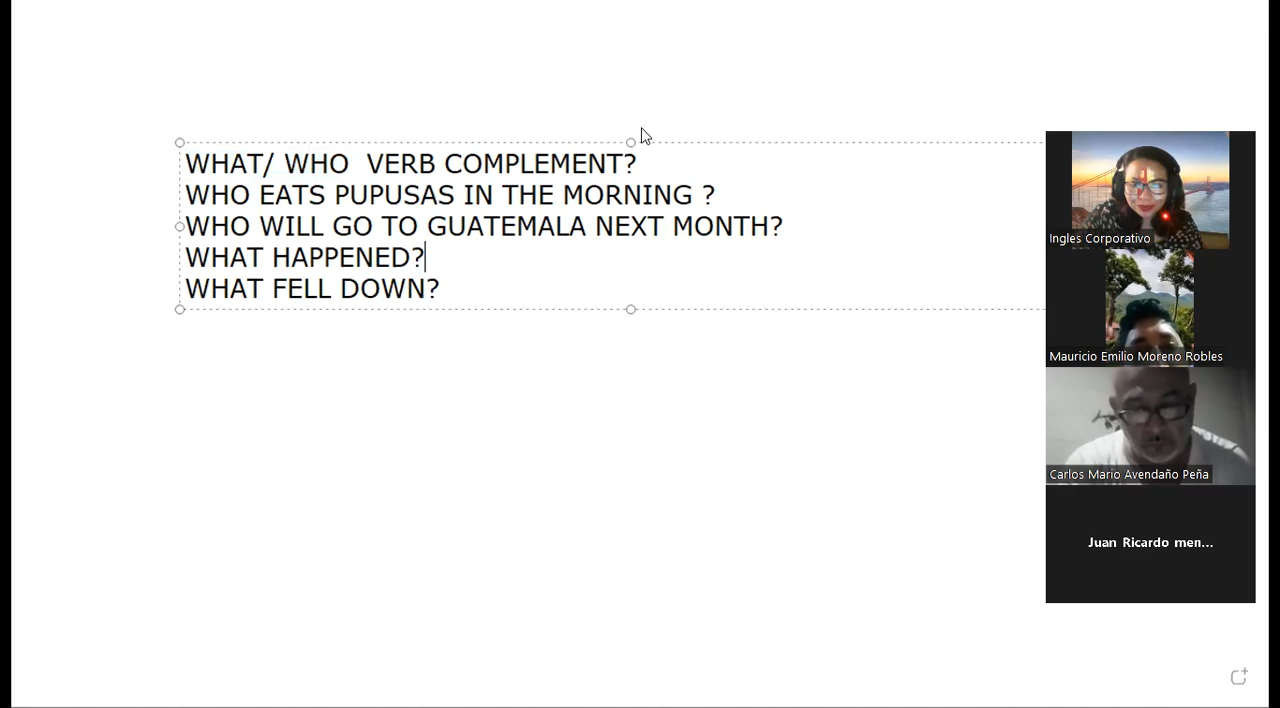 WHAT/ WHO  VERB COMPLEMENT?
WHO EATS PUPUSAS IN THE MORNING ?
WHO WILL GO TO GUATEMALA NEXT MONTH?
WHAT HAPPENED?
WHAT FELL DOWN?
Ingles Corporativo
Mauricio Emilio Moreno Robles
Carlos Mario Avendaño Peña
Juan Ricardo men...